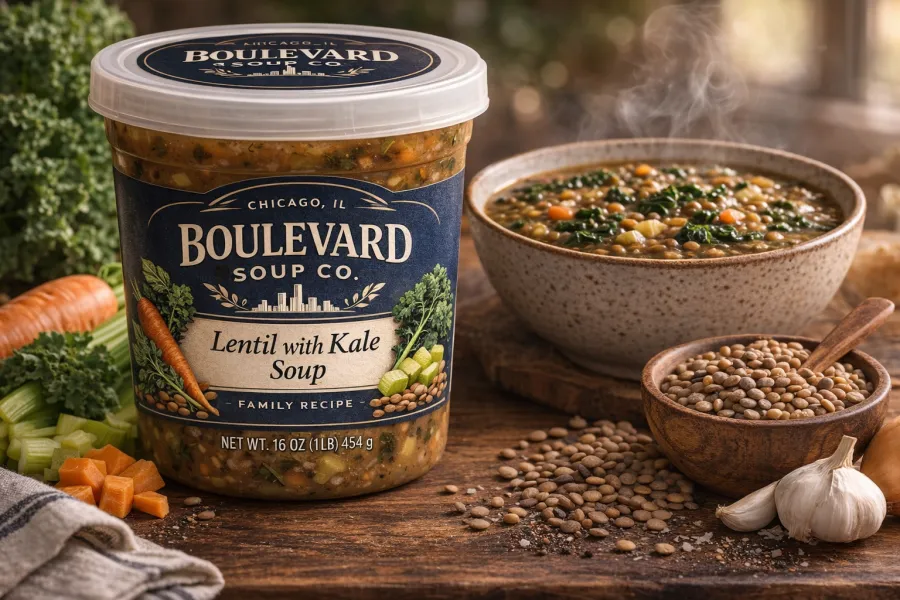 CHICAGO, IL
BOULEVARD
SOUP CO.
CHICAGO, IL
BOULEVARD
SOUP CO.
Lentil with Kale
Soup
- FAMILY RECIPE -
NET WT. 16 OZ (1LB) 454 g